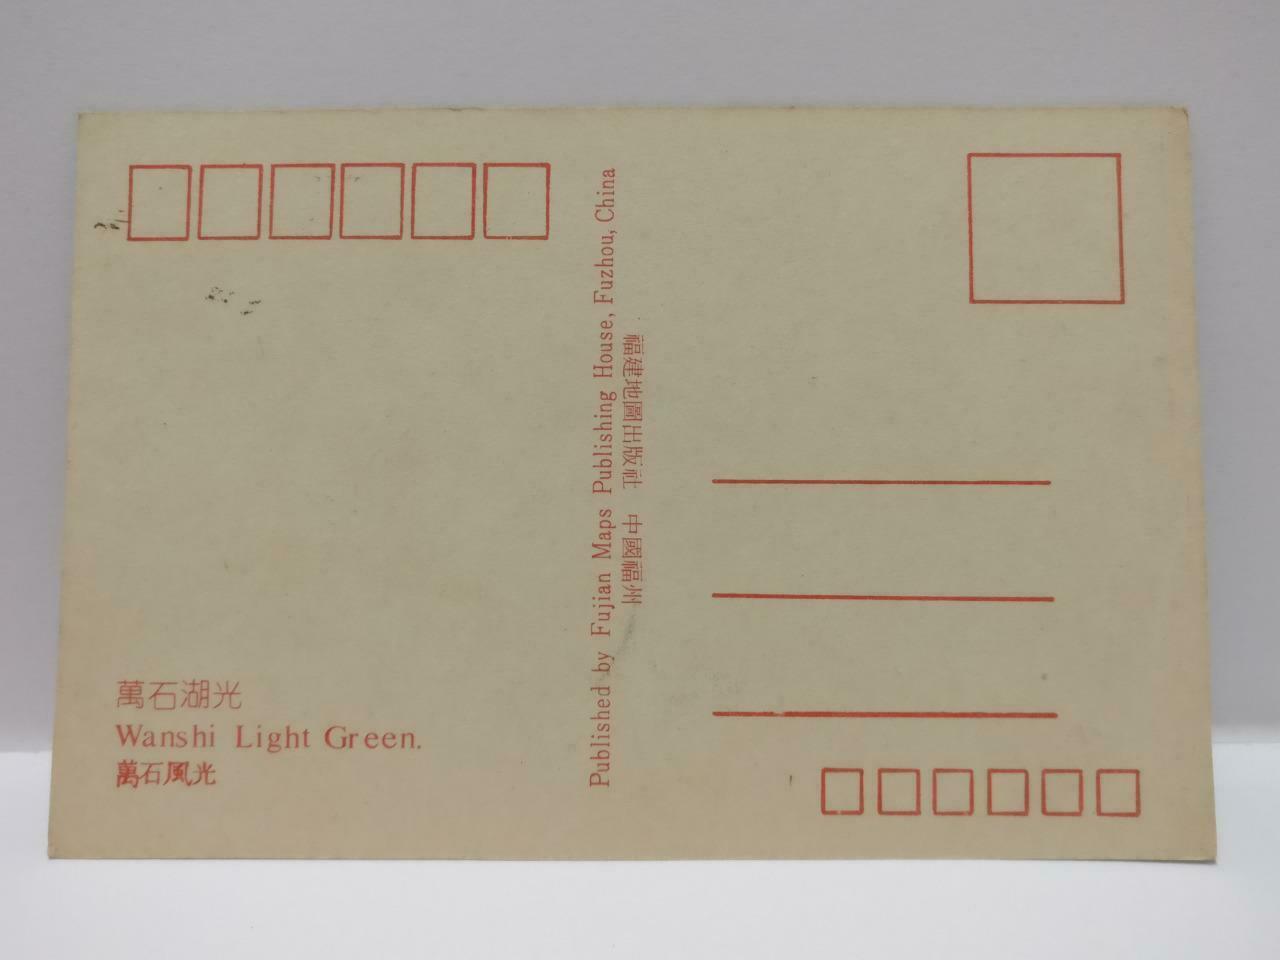 萬石湖光
Wanshi Light Green.
萬石風光
Published by Fujian Maps Publishing House, Fuzhou, China
福建地圖出版社 中國福州